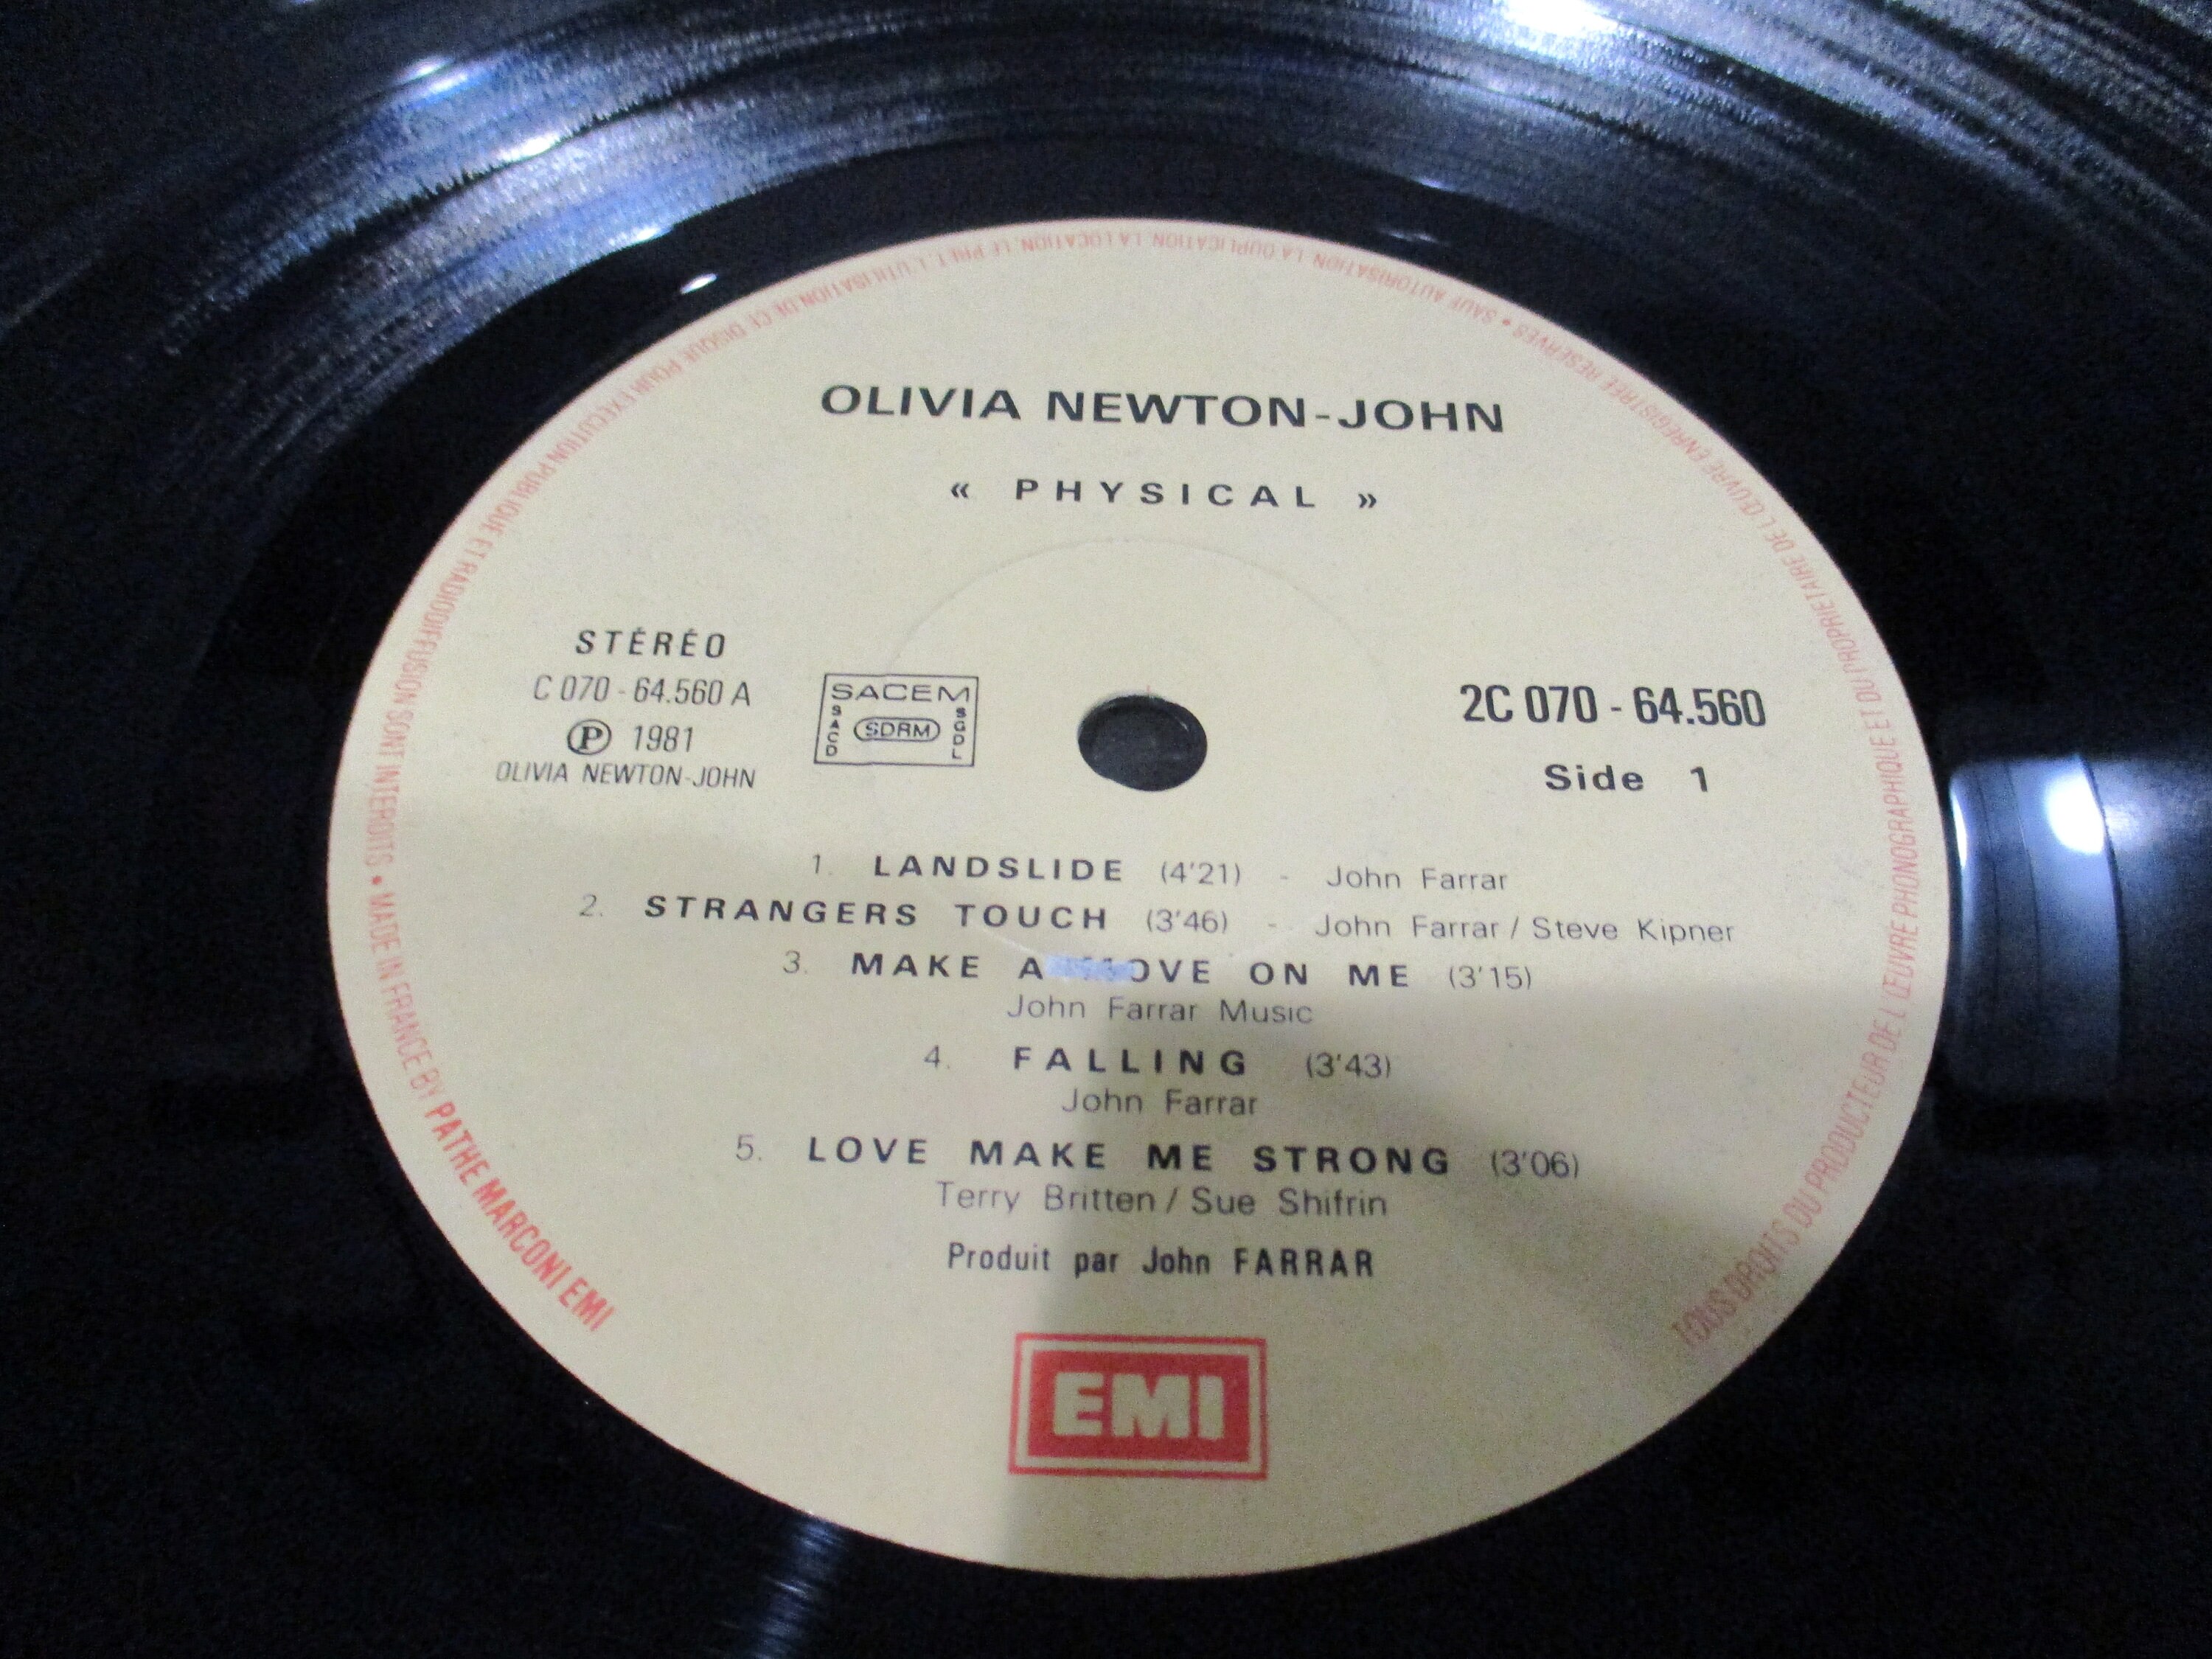 OLIVIA NEWTON-JOHN
« PHYSICAL »
STÉRÉO
C 070 - 64.560 A
Ⓟ 1981
OLIVIA NEWTON-JOHN
SACEM
SACD
SDRM
SGDL
2C 070 - 64.560
Side 1
1. LANDSLIDE (4'21) - John Farrar
2. STRANGERS TOUCH (3'46) - John Farrar / Steve Kipner
3. MAKE A MOVE ON ME (3'15)
John Farrar Music
4. FALLING (3'43)
John Farrar
5. LOVE MAKE ME STRONG (3'06)
Terry Britten / Sue Shifrin
Produit par John FARRAR
EMI
TOUS DROITS DU PRODUCTEUR DE L'ŒUVRE PHONOGRAPHIQUE ET DU PROPRIETAIRE DE L'ŒUVRE ENREGISTREE RESERVES • SAUF AUTORISATION, LA DUPLICATION, LA LOCATION, LE PRET, L'UTILISATION DE CE DISQUE POUR EXECUTION PUBLIQUE ET RADIODIFFUSION SONT INTERDITS • MADE IN FRANCE BY PATHE MARCONI EMI